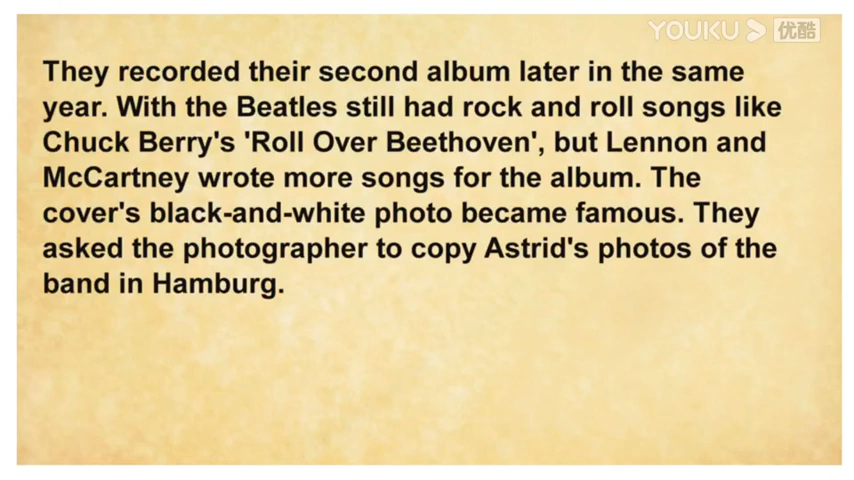 YOUKU 优酷
They recorded their second album later in the same
year. With the Beatles still had rock and roll songs like
Chuck Berry's 'Roll Over Beethoven', but Lennon and
McCartney wrote more songs for the album. The
cover's black-and-white photo became famous. They
asked the photographer to copy Astrid's photos of the
band in Hamburg.